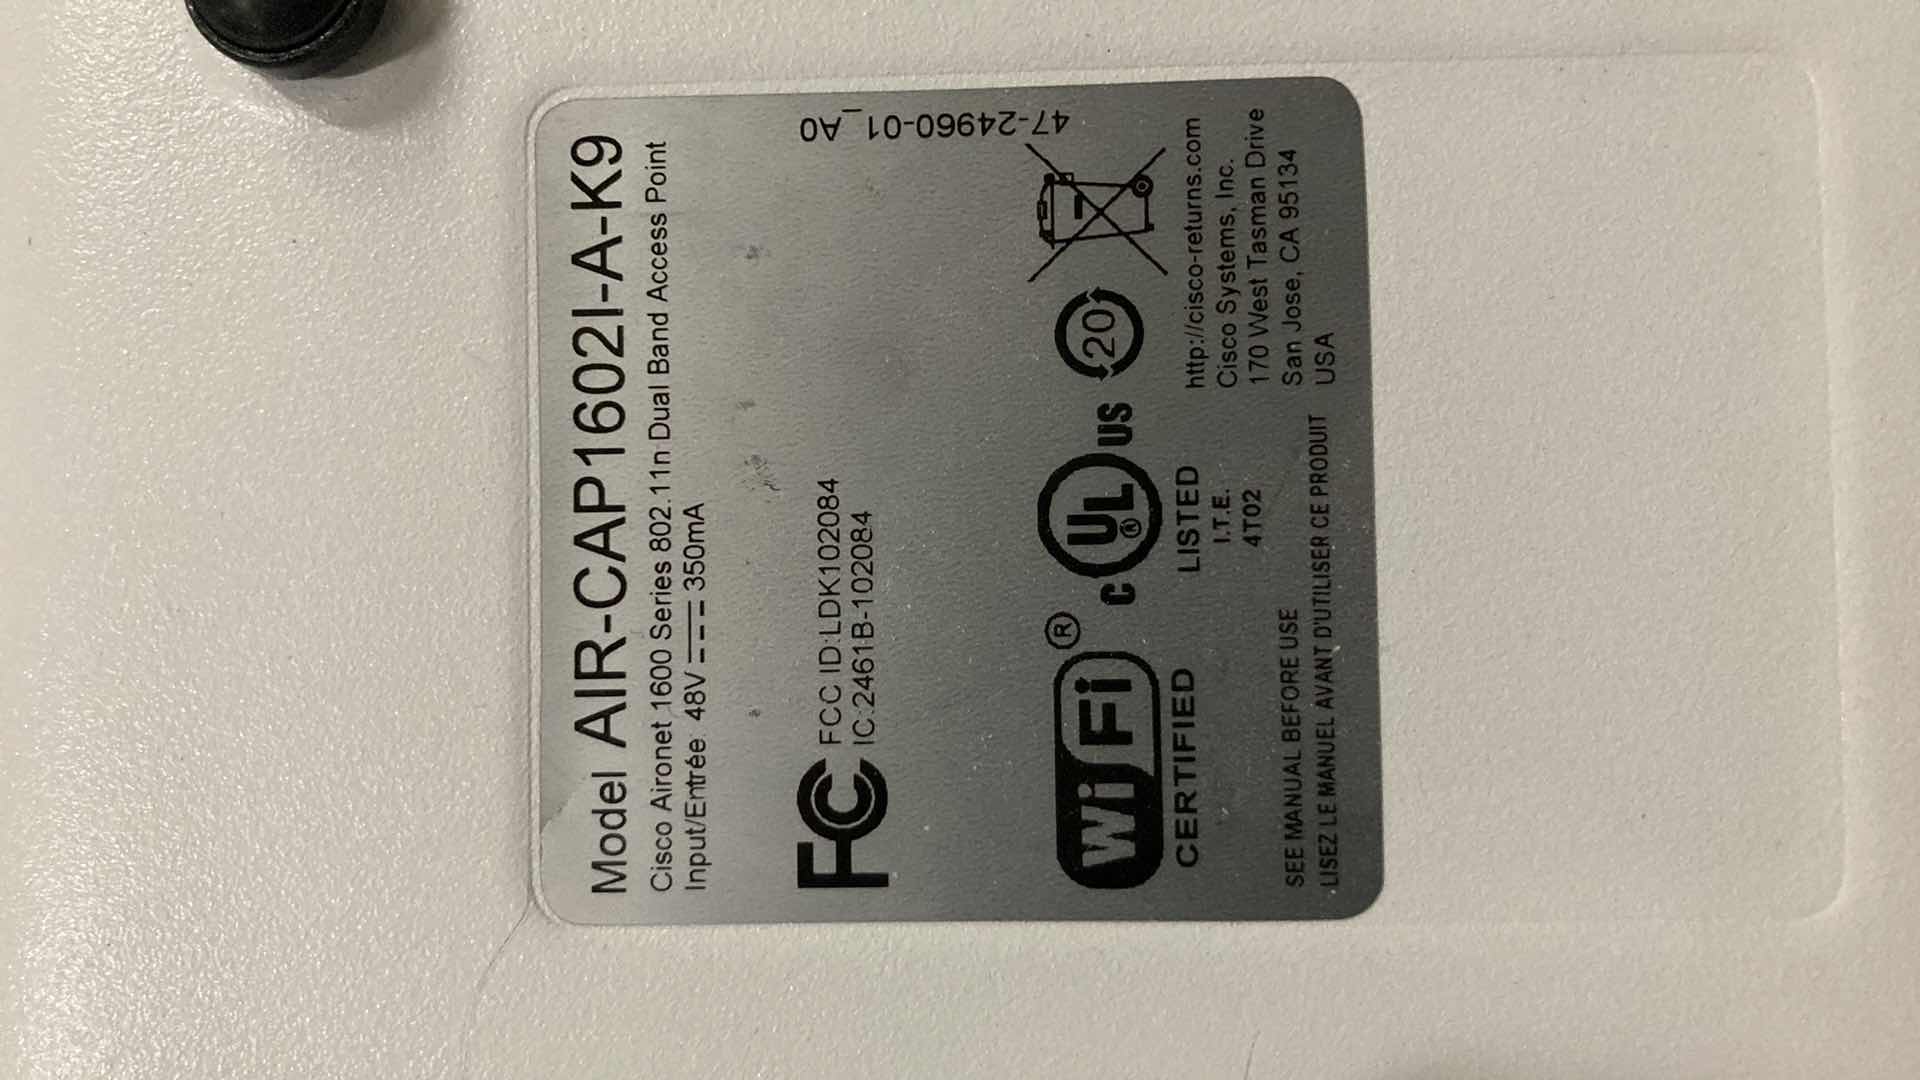 Model AIR-CAP1602I-A-K9
Cisco Aironet 1600 Series 802.11n Dual Band Access Point
Input/Entrée 48V 350mA
FC FCC ID:LDK102084
IC:2461B-102084
47-24960-01_A0
WiFi ®
CERTIFIED
c UL ® US
LISTED
I.T.E.
4T02
20
http://cisco-returns.com
Cisco Systems, Inc.
170 West Tasman Drive
San Jose, CA 95134
USA
SEE MANUAL BEFORE USE
LISEZ LE MANUEL AVANT D'UTILISER CE PRODUIT